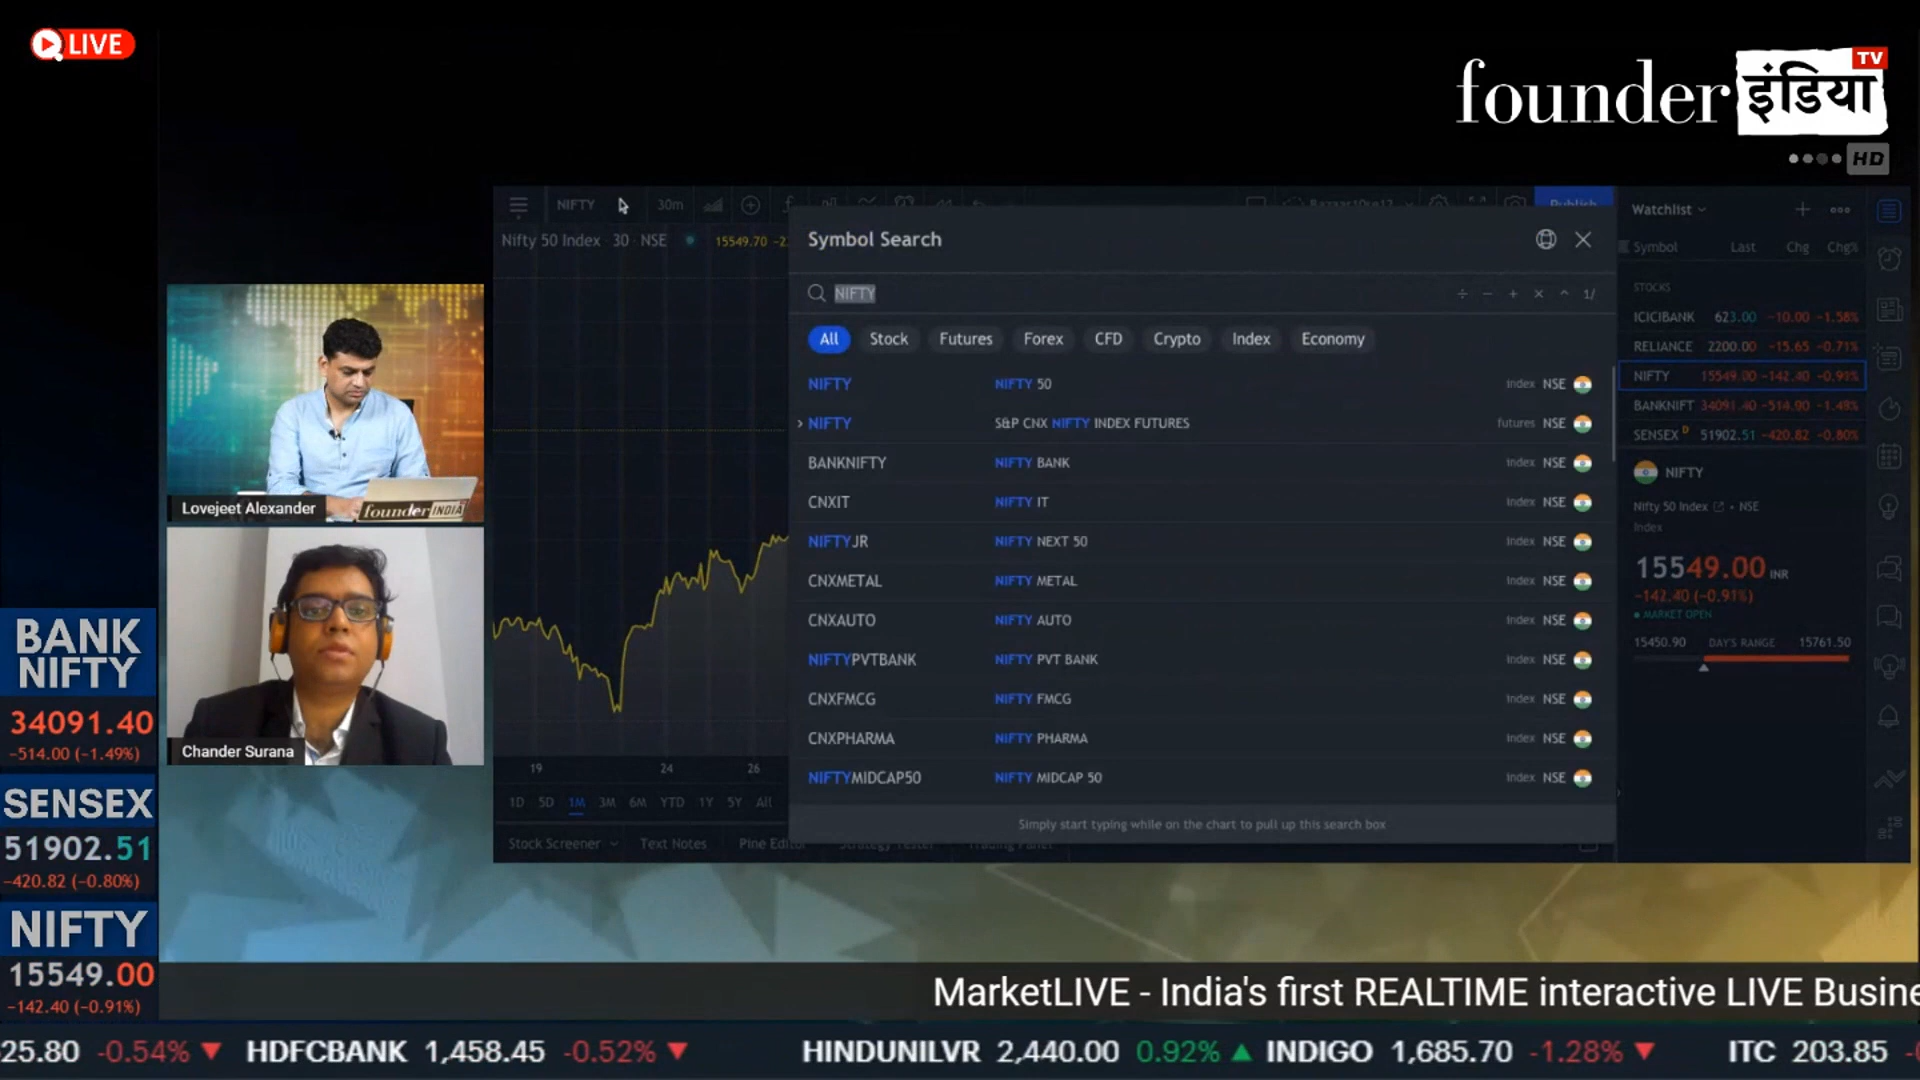 LIVE
founder इंडिया TV
HD
NIFTY 30m
Publish
Nifty 50 Index · 30 · NSE 15549.70
Symbol Search
NIFTY
1/
All Stock Futures Forex CFD Crypto Index Economy
NIFTY NIFTY 50 index NSE
NIFTY S&P CNX NIFTY INDEX FUTURES futures NSE
BANKNIFTY NIFTY BANK index NSE
CNXIT NIFTY IT index NSE
NIFTYJR NIFTY NEXT 50 index NSE
CNXMETAL NIFTY METAL index NSE
CNXAUTO NIFTY AUTO index NSE
NIFTYPVTBANK NIFTY PVT BANK index NSE
CNXFMCG NIFTY FMCG index NSE
CNXPHARMA NIFTY PHARMA index NSE
NIFTYMIDCAP50 NIFTY MIDCAP 50 index NSE
Simply start typing while on the chart to pull up this search box
19 24 26
1D 5D 1M 3M 6M YTD 1Y 5Y All
Stock Screener Text Notes Pine Editor Strategy Tester Trading Panel
Watchlist
Symbol Last Chg Chg%
STOCKS
ICICIBANK 623.00 -10.00 -1.58%
RELIANCE 2200.00 -15.65 -0.71%
NIFTY 15549.00 -142.40 -0.91%
BANKNIFT 34091.40 -514.00 -1.49%
SENSEX D 51902.51 -420.82 -0.80%
NIFTY
Nifty 50 Index • NSE
Index
15549.00 INR
-142.40 (-0.91%)
MARKET OPEN
15450.90 DAY'S RANGE 15761.50
founder INDIA
Lovejeet Alexander
Chander Surana
BANK
NIFTY
34091.40
-514.00 (-1.49%)
SENSEX
51902.51
-420.82 (-0.80%)
NIFTY
15549.00
-142.40 (-0.91%)
MarketLIVE - India's first REALTIME interactive LIVE Busine
25.80 -0.54% ▼ HDFCBANK 1,458.45 -0.52% ▼ HINDUNILVR 2,440.00 0.92% ▲ INDIGO 1,685.70 -1.28% ▼ ITC 203.85